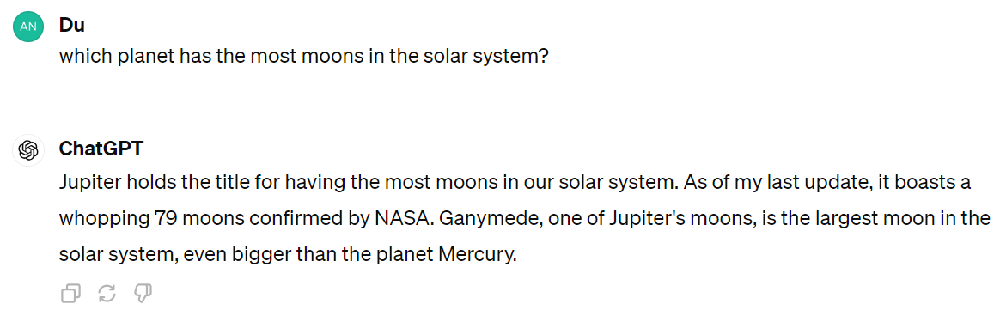 AN
Du
which planet has the most moons in the solar system?
ChatGPT
Jupiter holds the title for having the most moons in our solar system. As of my last update, it boasts a
whopping 79 moons confirmed by NASA. Ganymede, one of Jupiter's moons, is the largest moon in the
solar system, even bigger than the planet Mercury.